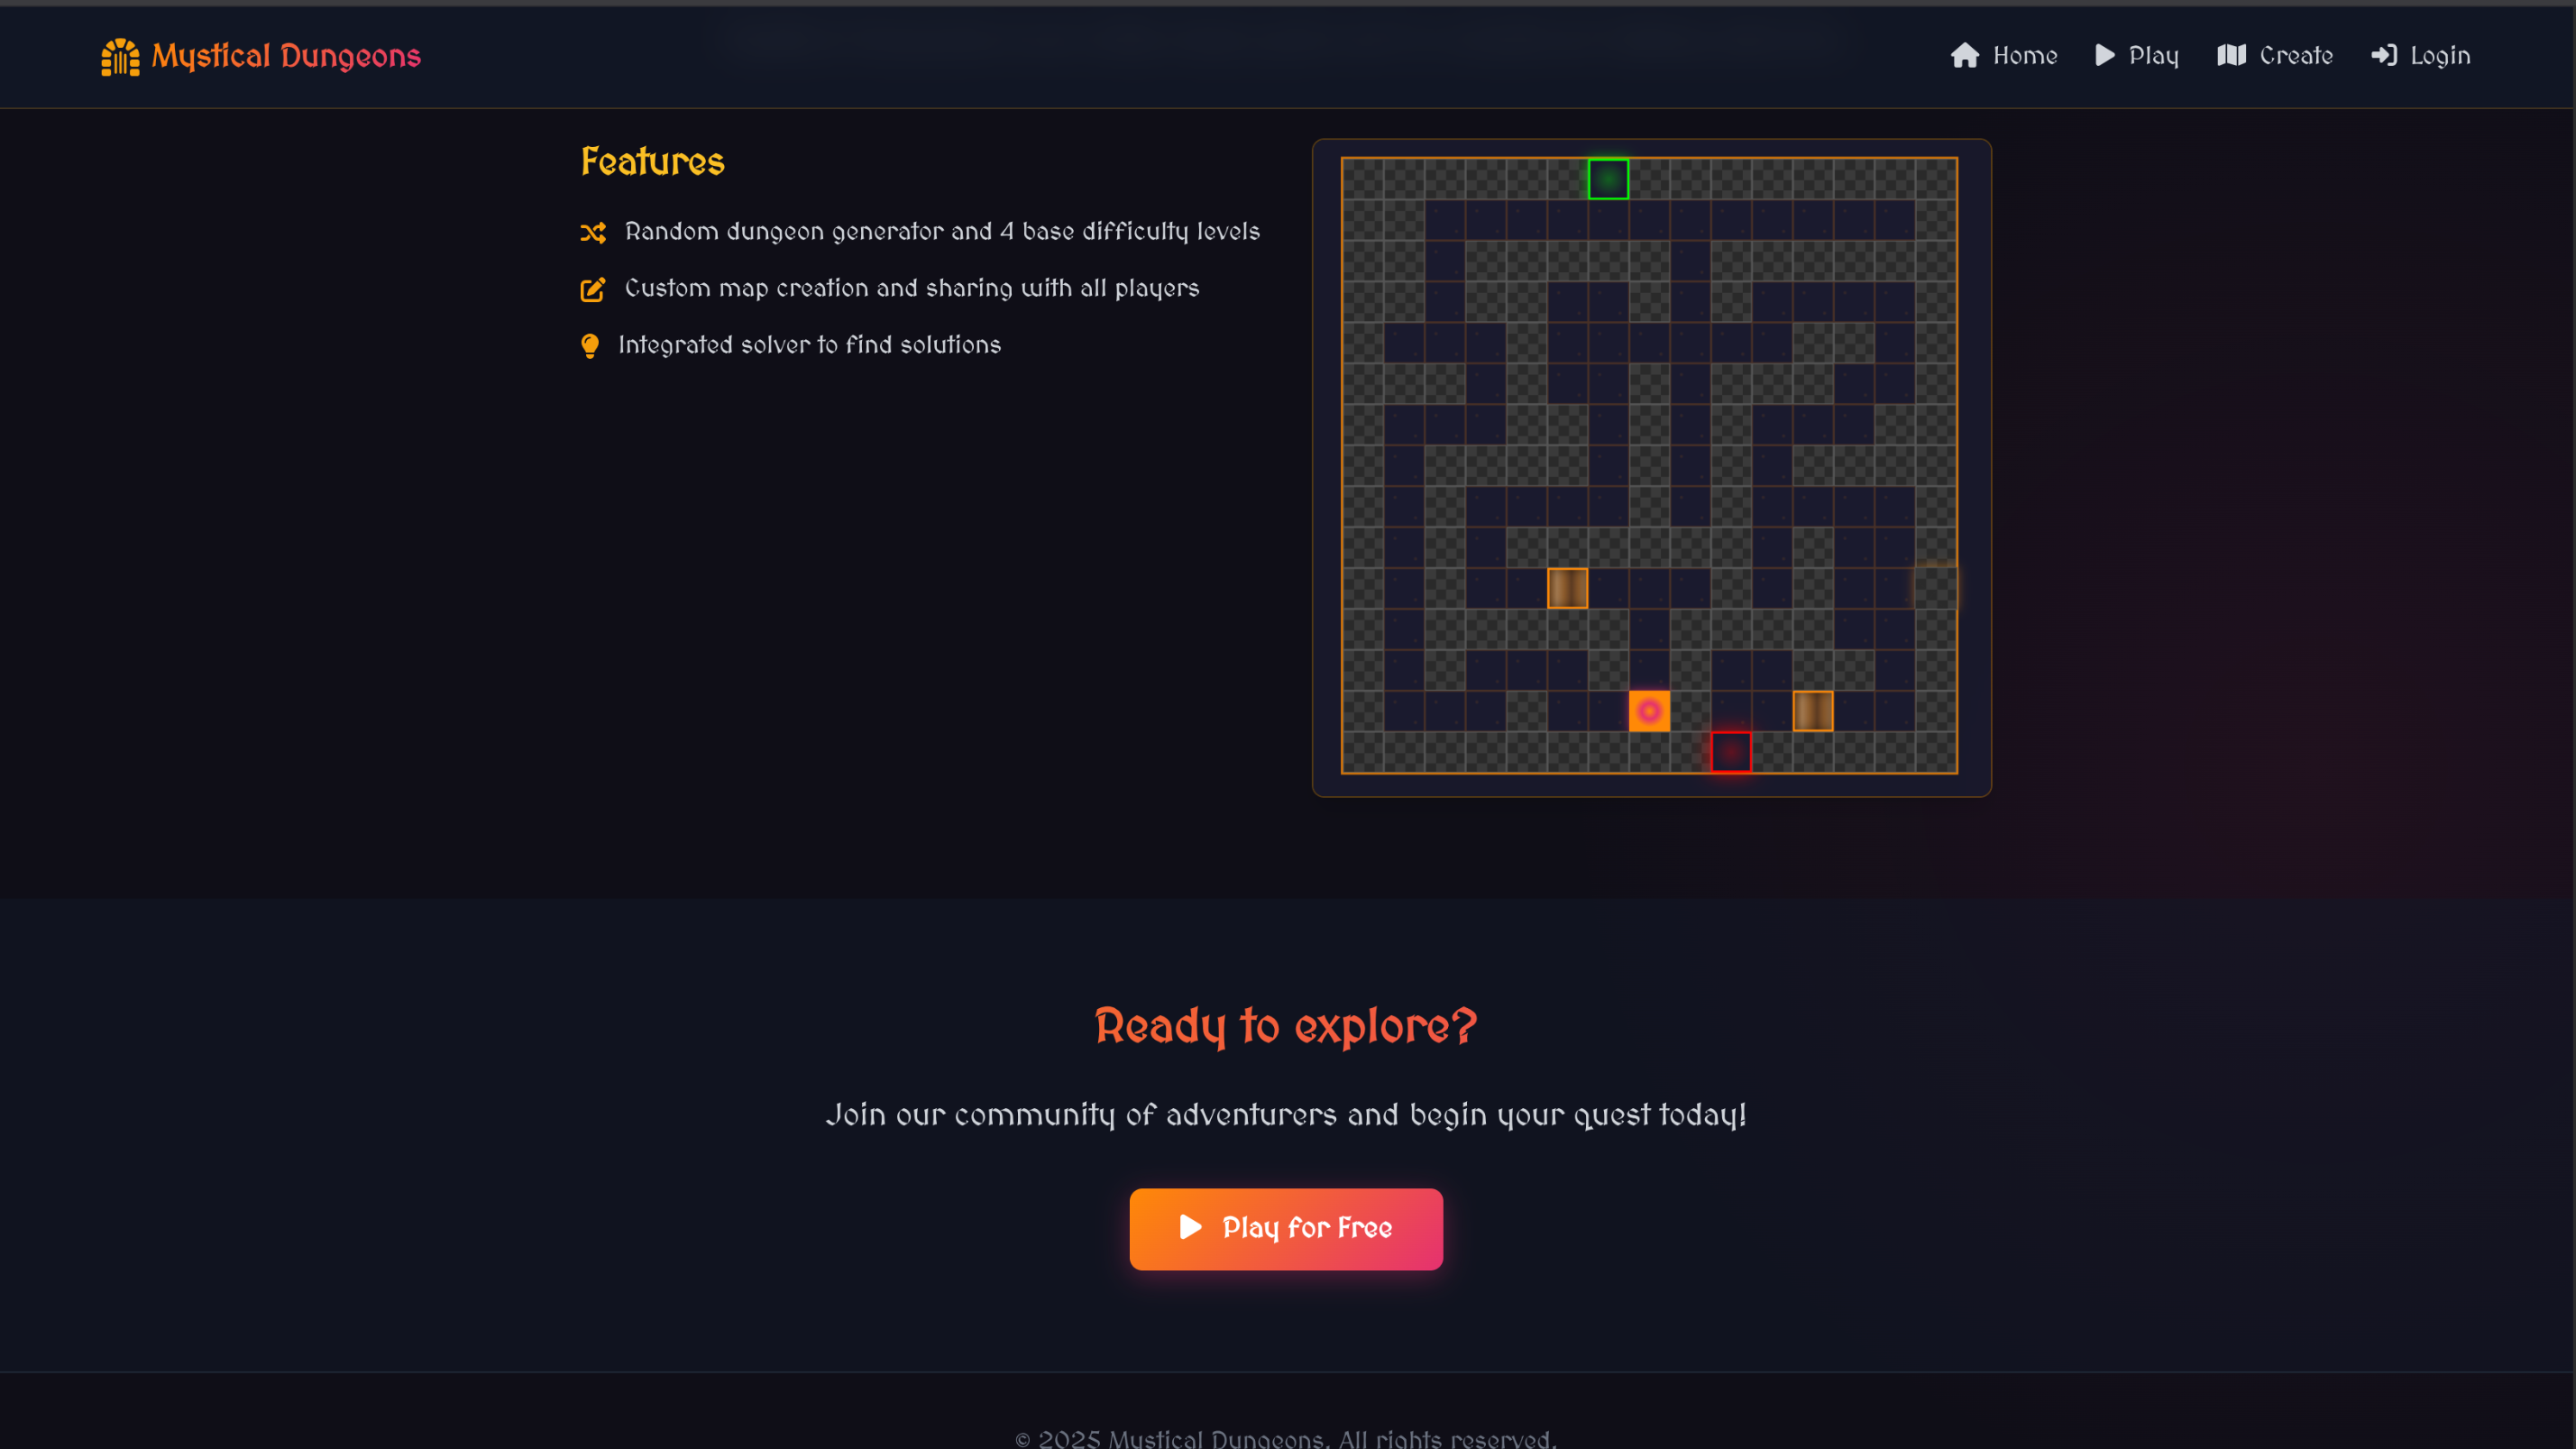 Mystical Dungeons
Home
Play
Create
Login
Features
Random dungeon generator and 4 base difficulty levels
Custom map creation and sharing with all players
Integrated solver to find solutions
Ready to explore?
Join our community of adventurers and begin your quest today!
Play for Free
© 2025 Mystical Dungeons. All rights reserved.